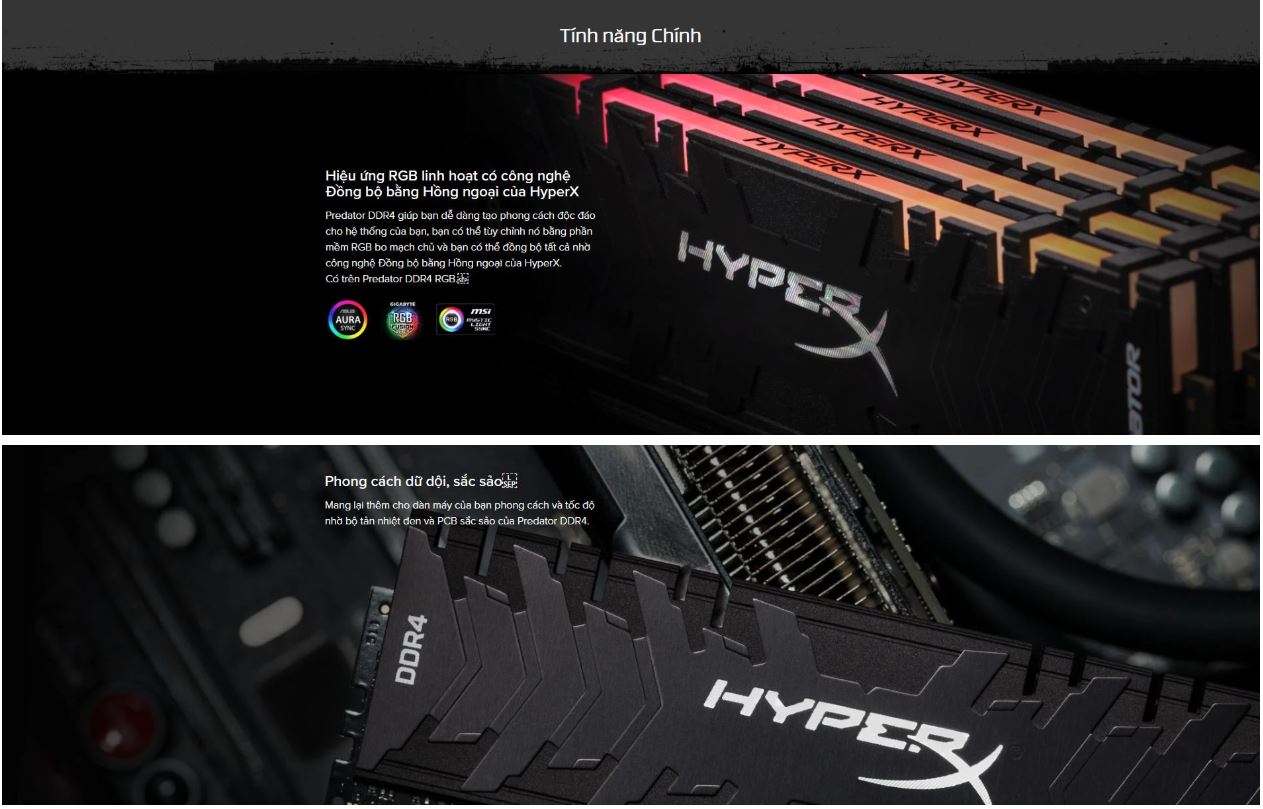 Tính năng Chính
HYPERX
HYPERX
HYPERX
HYPERX
Hiệu ứng RGB linh hoạt có công nghệ
Đồng bộ bằng Hồng ngoại của HyperX
Predator DDR4 giúp bạn dễ dàng tạo phong cách độc đáo
cho hệ thống của bạn, bạn có thể tùy chỉnh nó bằng phần
mềm RGB bo mạch chủ và bạn có thể đồng bộ tất cả nhờ
công nghệ Đồng bộ bằng Hồng ngoại của HyperX.
Có trên Predator DDR4 RGB
HYPERX
ASUS
AURA
SYNC
GIGABYTE
RGB
FUSION
RGB
msi
MYSTIC
LIGHT
SYNC
ATOR
Phong cách dữ dội, sắc sảo
Mang lại thêm cho dàn máy của bạn phong cách và tốc độ
nhờ bộ tản nhiệt đen và PCB sắc sảo của Predator DDR4.
DDR4
HYPERX